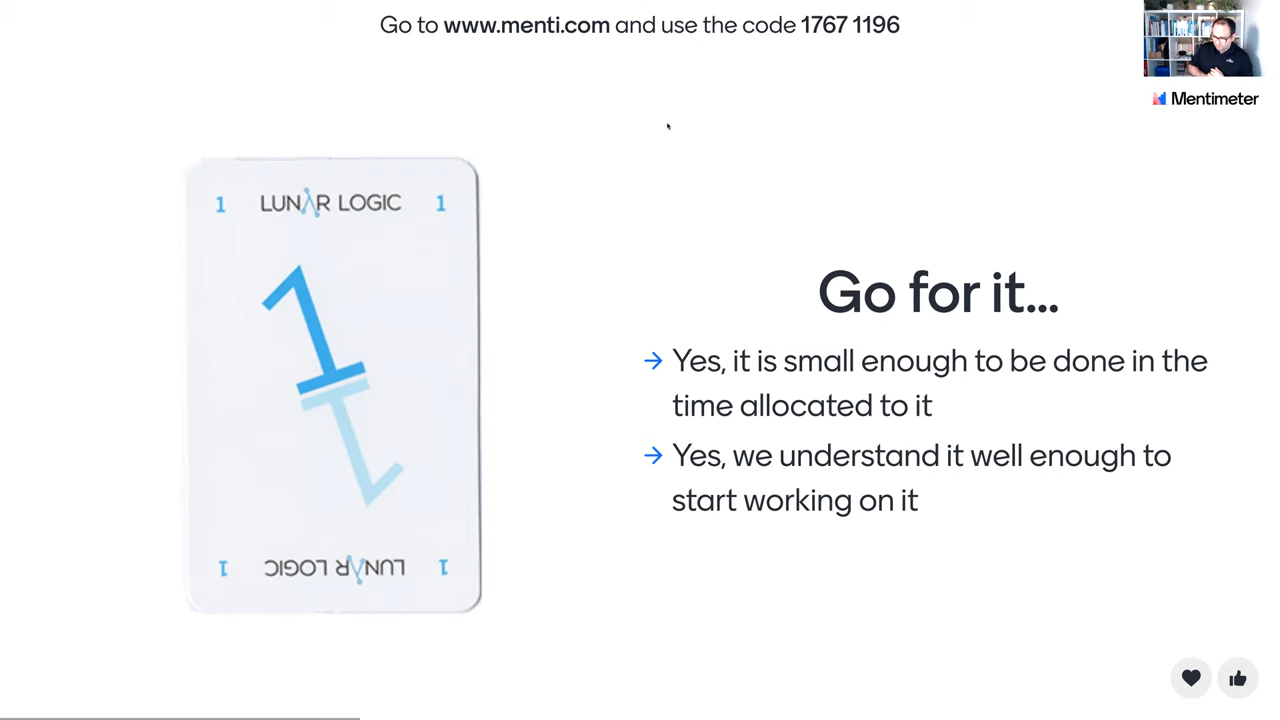 Go to www.menti.com and use the code 1767 1196
Mentimeter
1 LUNAR LOGIC 1
1
1
1 LUNAR LOGIC 1
Go for it...
→ Yes, it is small enough to be done in the
time allocated to it
→ Yes, we understand it well enough to
start working on it